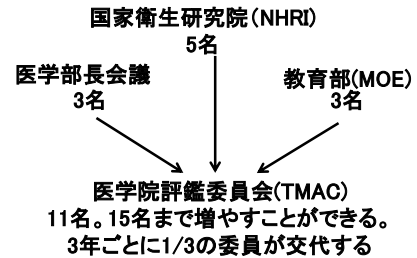 国家衛生研究院(NHRI)
5名
医学部長会議
3名
教育部(MOE)
3名
医学院評鑑委員会(TMAC)
11名。15名まで増やすことができる。
3年ごとに1/3の委員が交代する